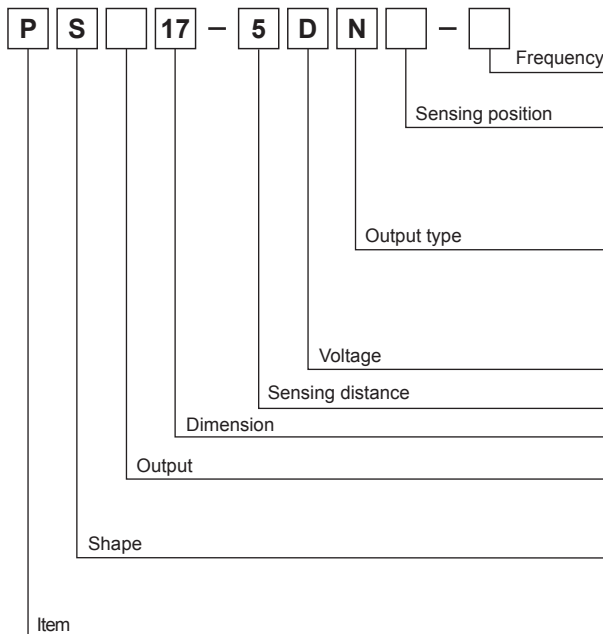 P S 17 – 5 D N –
Frequency
Sensing position
Output type
Voltage
Sensing distance
Dimension
Output
Shape
Item